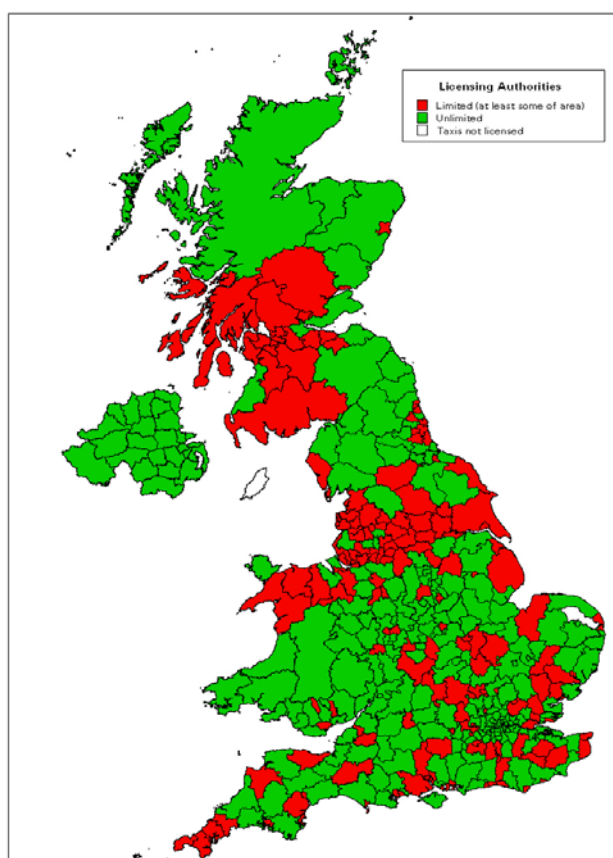 Licensing Authorities
Limited (at least some of area)
Unlimited
Taxis not licensed